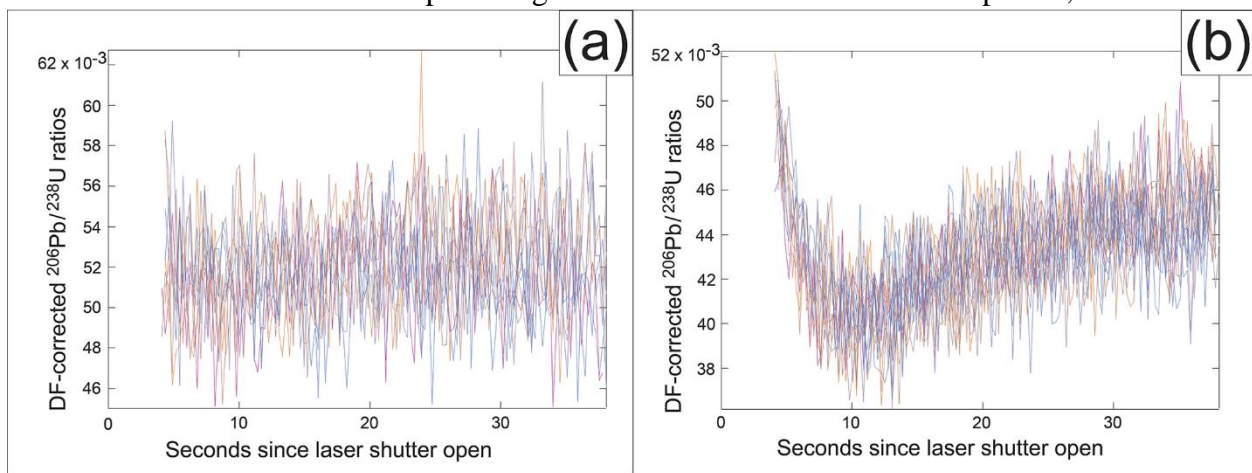 (a)
62 x 10⁻³
60
58
56
54
52
50
48
46
DF-corrected ²⁰⁶Pb/²³⁸U ratios
0 10 20 30
Seconds since laser shutter open
(b)
52 x 10⁻³
50
48
46
44
42
40
38
DF-corrected ²⁰⁶Pb/²³⁸U ratios
0 10 20 30
Seconds since laser shutter open